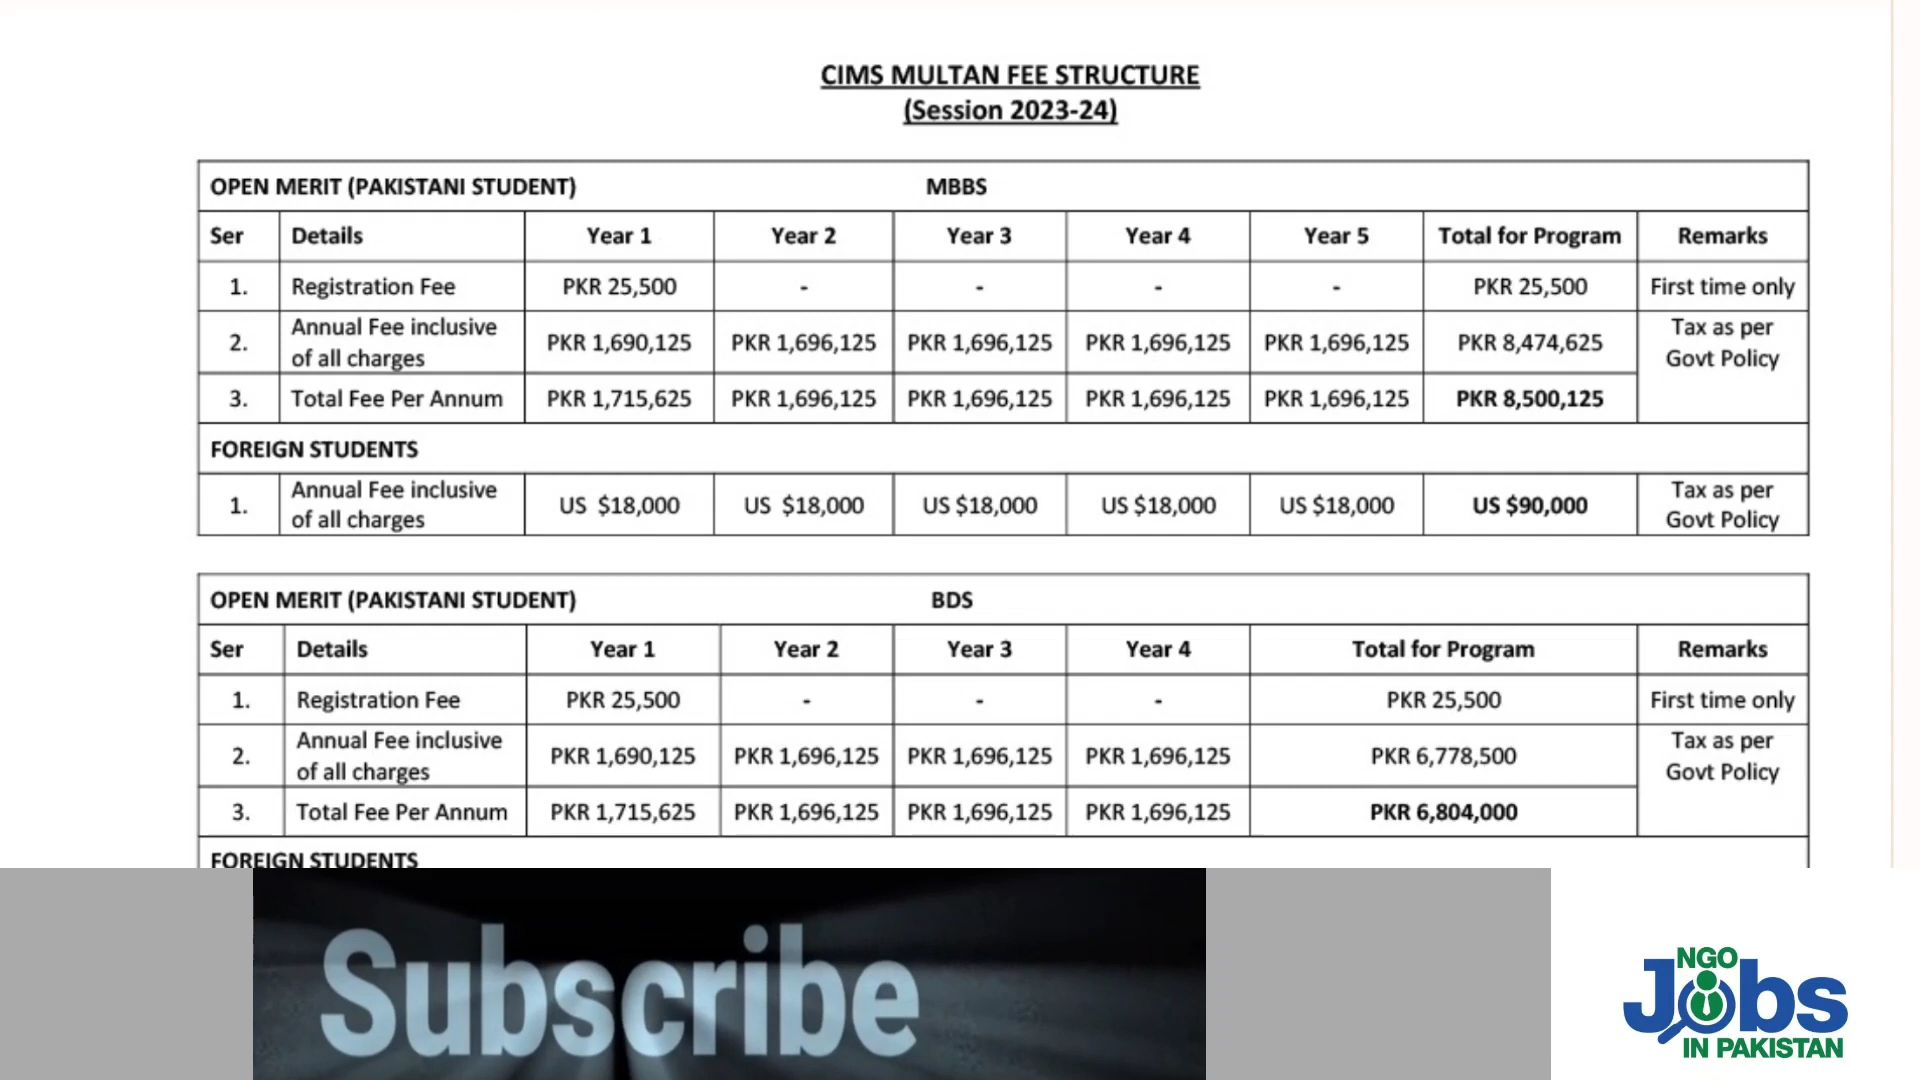 CIMS MULTAN FEE STRUCTURE
(Session 2023-24)
OPEN MERIT (PAKISTANI STUDENT) MBBS
Ser Details Year 1 Year 2 Year 3 Year 4 Year 5 Total for Program Remarks
1. Registration Fee PKR 25,500 - - - - PKR 25,500 First time only
2. Annual Fee inclusive of all charges PKR 1,690,125 PKR 1,696,125 PKR 1,696,125 PKR 1,696,125 PKR 1,696,125 PKR 8,474,625 Tax as per Govt Policy
3. Total Fee Per Annum PKR 1,715,625 PKR 1,696,125 PKR 1,696,125 PKR 1,696,125 PKR 1,696,125 PKR 8,500,125
FOREIGN STUDENTS
1. Annual Fee inclusive of all charges US $18,000 US $18,000 US $18,000 US $18,000 US $18,000 US $90,000 Tax as per Govt Policy
OPEN MERIT (PAKISTANI STUDENT) BDS
Ser Details Year 1 Year 2 Year 3 Year 4 Total for Program Remarks
1. Registration Fee PKR 25,500 - - - PKR 25,500 First time only
2. Annual Fee inclusive of all charges PKR 1,690,125 PKR 1,696,125 PKR 1,696,125 PKR 1,696,125 PKR 6,778,500 Tax as per Govt Policy
3. Total Fee Per Annum PKR 1,715,625 PKR 1,696,125 PKR 1,696,125 PKR 1,696,125 PKR 6,804,000
FOREIGN STUDENTS
Subscribe
NGO
Jobs
IN PAKISTAN